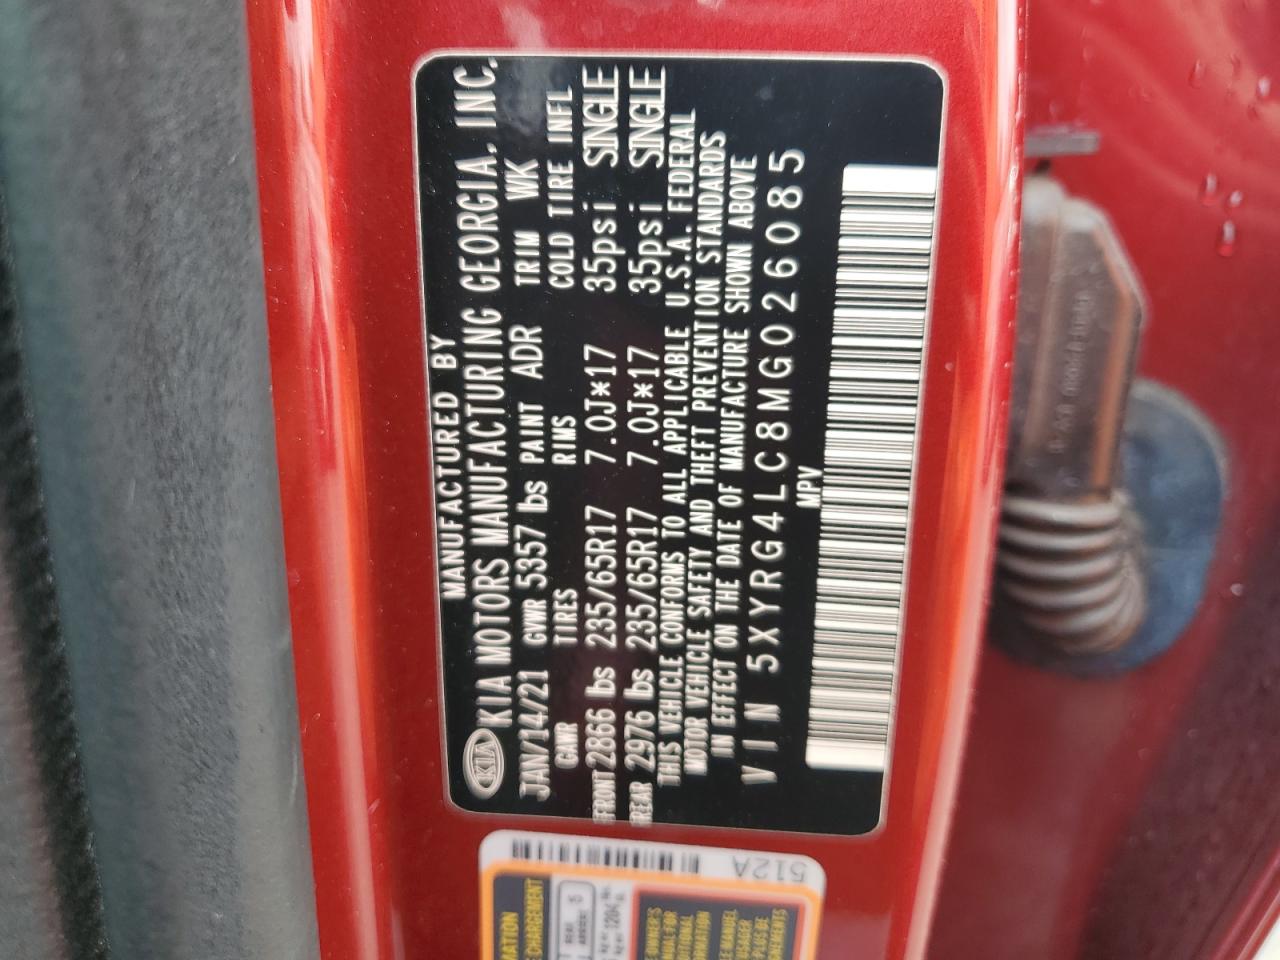 MANUFACTURED BY
KIA KIA MOTORS MANUFACTURING GEORGIA, INC.
JAN/14/21 GVWR 5357 lbs PAINT ADR TRIM WK
GAWR TIRES RIMS COLD TIRE INFL
FRONT 2866 lbs 235/65R17 7.0J*17 35psi SINGLE
REAR 2976 lbs 235/65R17 7.0J*17 35psi SINGLE
THIS VEHICLE CONFORMS TO ALL APPLICABLE U.S.A. FEDERAL
MOTOR VEHICLE SAFETY AND THEFT PREVENTION STANDARDS
IN EFFECT ON THE DATE OF MANUFACTURE SHOWN ABOVE
VIN 5XYRG4LC8MG026085
MPV
512A